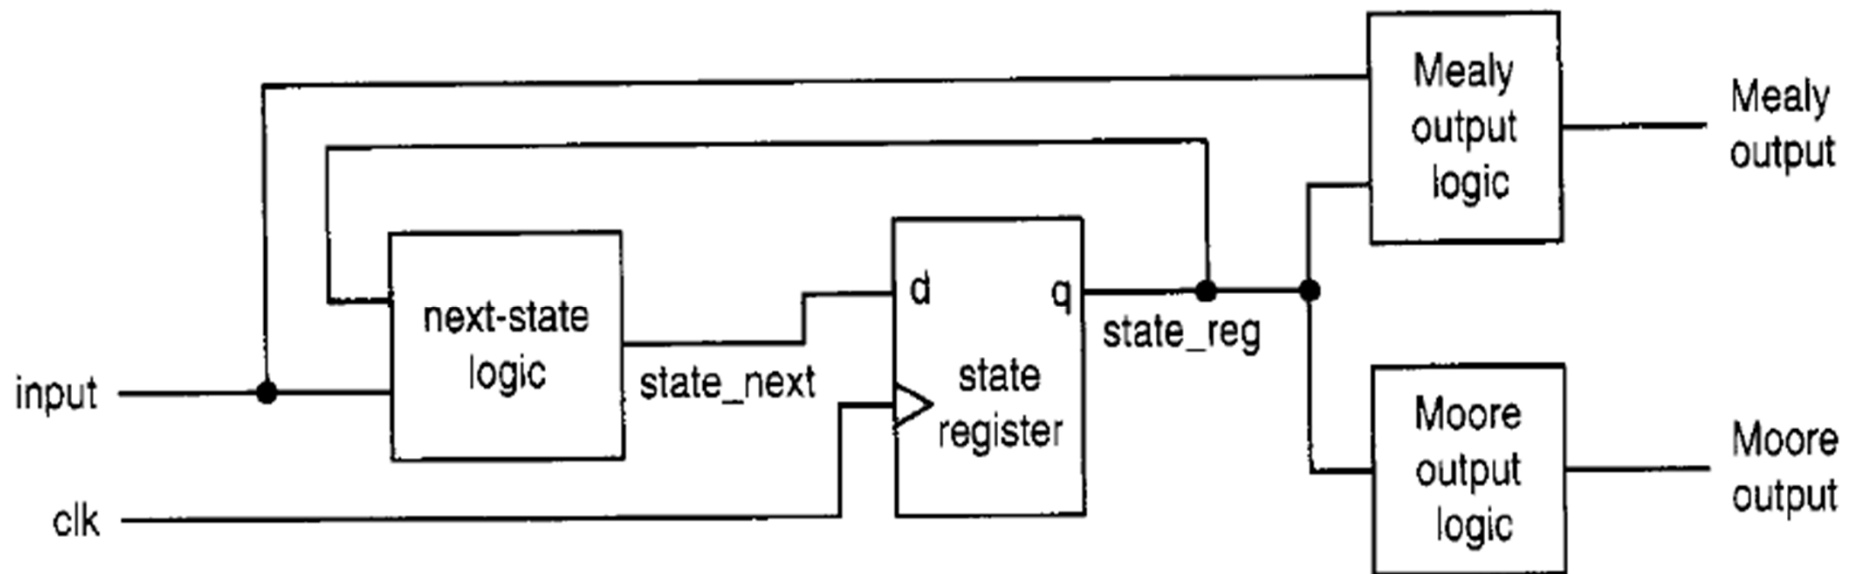 Mealy
output
logic
Mealy
output
next-state
logic
d
q
state_reg
state_next
state
register
input
clk
Moore
output
logic
Moore
output